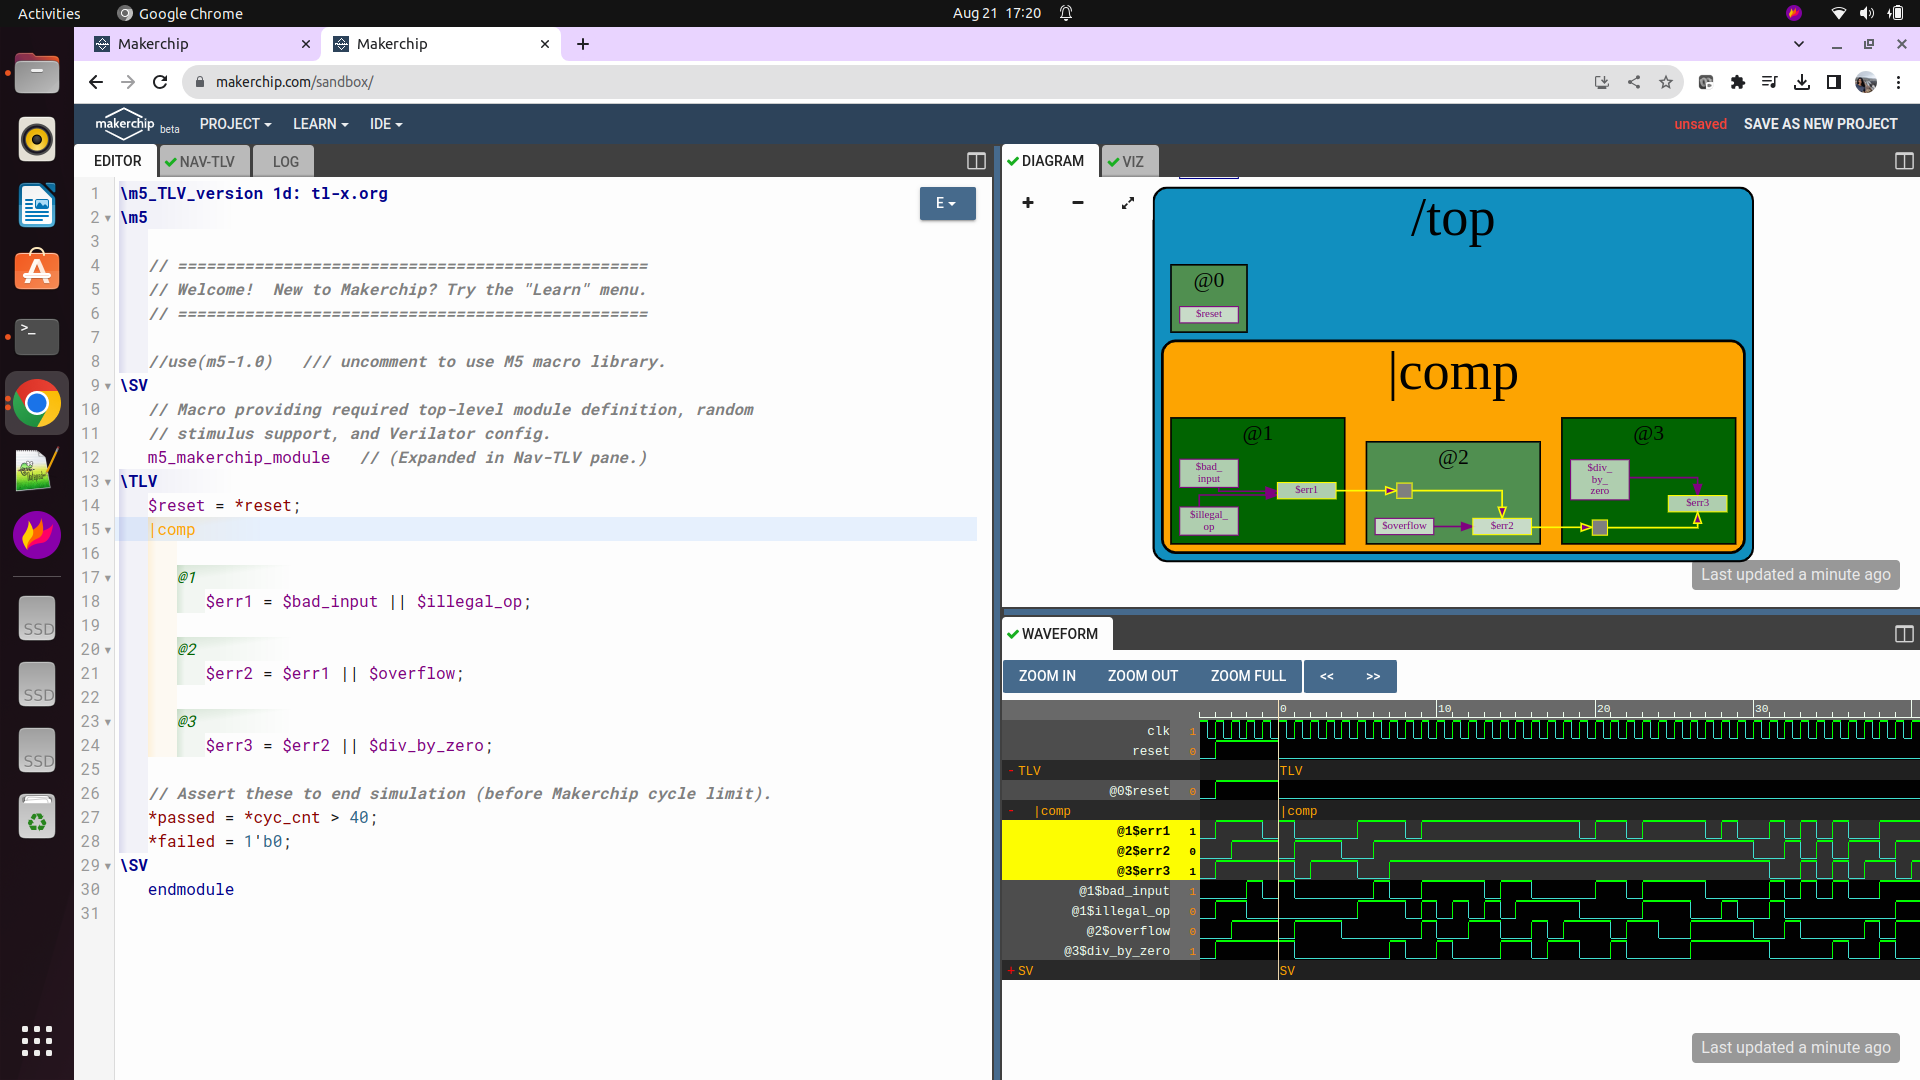 Activities
Google Chrome
Aug 21 17:20
Makerchip
Makerchip
makerchip.com/sandbox/
makerchip beta
PROJECT
LEARN
IDE
unsaved
SAVE AS NEW PROJECT
EDITOR
NAV-TLV
LOG
E
1 \m5_TLV_version 1d: tl-x.org
2 \m5
3
4 // =================================================
5 // Welcome!  New to Makerchip? Try the "Learn" menu.
6 // =================================================
7
8 //use(m5-1.0)   /// uncomment to use M5 macro library.
9 \SV
10 // Macro providing required top-level module definition, random
11 // stimulus support, and Verilator config.
12 m5_makerchip_module   // (Expanded in Nav-TLV pane.)
13 \TLV
14 $reset = *reset;
15 |comp
16
17 @1
18 $err1 = $bad_input || $illegal_op;
19
20 @2
21 $err2 = $err1 || $overflow;
22
23 @3
24 $err3 = $err2 || $div_by_zero;
25
26 // Assert these to end simulation (before Makerchip cycle limit).
27 *passed = *cyc_cnt > 40;
28 *failed = 1'b0;
29 \SV
30 endmodule
31
DIAGRAM
VIZ
/top
@0
$reset
|comp
@1
$bad_
input
$illegal_
op
$err1
@2
$overflow
$err2
@3
$div_
by_
zero
$err3
Last updated a minute ago
WAVEFORM
ZOOM IN
ZOOM OUT
ZOOM FULL
<<
>>
0 10 20 30
clk 1
reset 0
- TLV TLV
@0$reset 0
- |comp |comp
@1$err1 1
@2$err2 0
@3$err3 1
@1$bad_input 1
@1$illegal_op 0
@2$overflow 0
@3$div_by_zero 1
+ SV SV
Last updated a minute ago
SSD
SSD
SSD